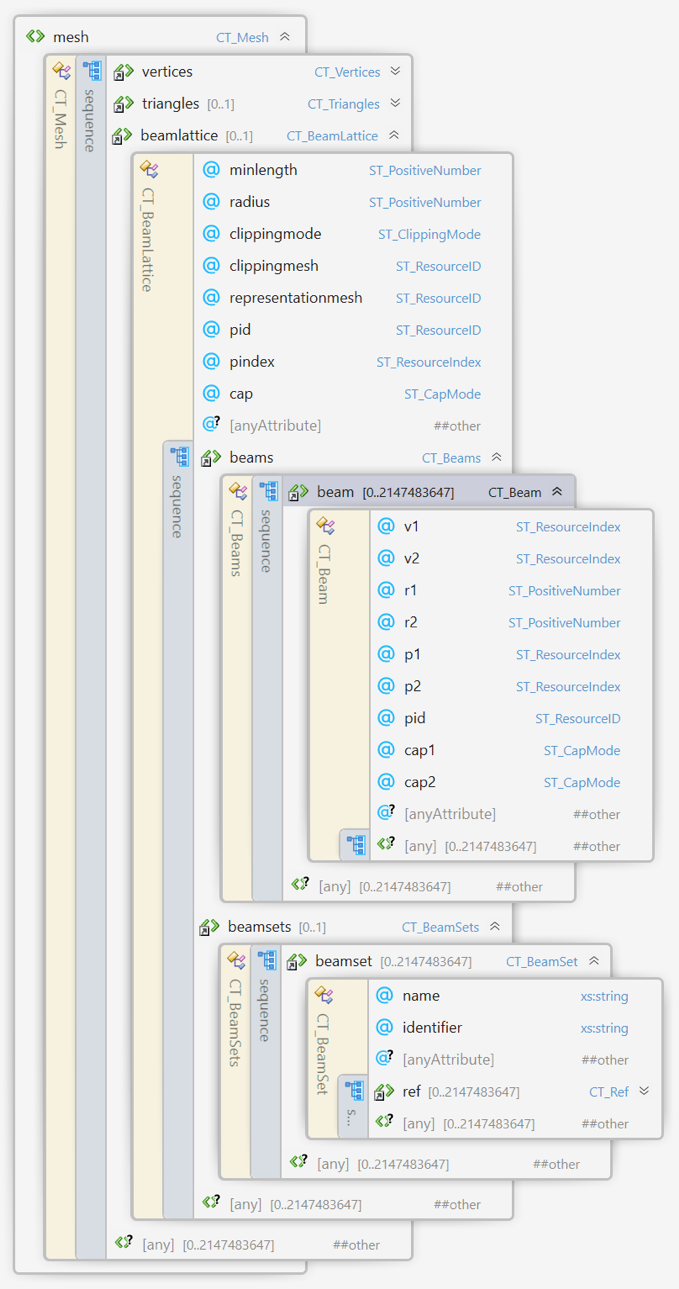 mesh CT_Mesh
CT_Mesh
sequence
vertices CT_Vertices
triangles [0..1] CT_Triangles
beamlattice [0..1] CT_BeamLattice
CT_BeamLattice
@ minlength ST_PositiveNumber
@ radius ST_PositiveNumber
@ clippingmode ST_ClippingMode
@ clippingmesh ST_ResourceID
@ representationmesh ST_ResourceID
@ pid ST_ResourceID
@ pindex ST_ResourceIndex
@ cap ST_CapMode
@? [anyAttribute] ##other
sequence
beams CT_Beams
CT_Beams
sequence
beam [0..2147483647] CT_Beam
CT_Beam
@ v1 ST_ResourceIndex
@ v2 ST_ResourceIndex
@ r1 ST_PositiveNumber
@ r2 ST_PositiveNumber
@ p1 ST_ResourceIndex
@ p2 ST_ResourceIndex
@ pid ST_ResourceID
@ cap1 ST_CapMode
@ cap2 ST_CapMode
@? [anyAttribute] ##other
? [any] [0..2147483647] ##other
? [any] [0..2147483647] ##other
beamsets [0..1] CT_BeamSets
CT_BeamSets
sequence
beamset [0..2147483647] CT_BeamSet
CT_BeamSet
@ name xs:string
@ identifier xs:string
@? [anyAttribute] ##other
s...
ref [0..2147483647] CT_Ref
? [any] [0..2147483647] ##other
? [any] [0..2147483647] ##other
? [any] [0..2147483647] ##other
? [any] [0..2147483647] ##other